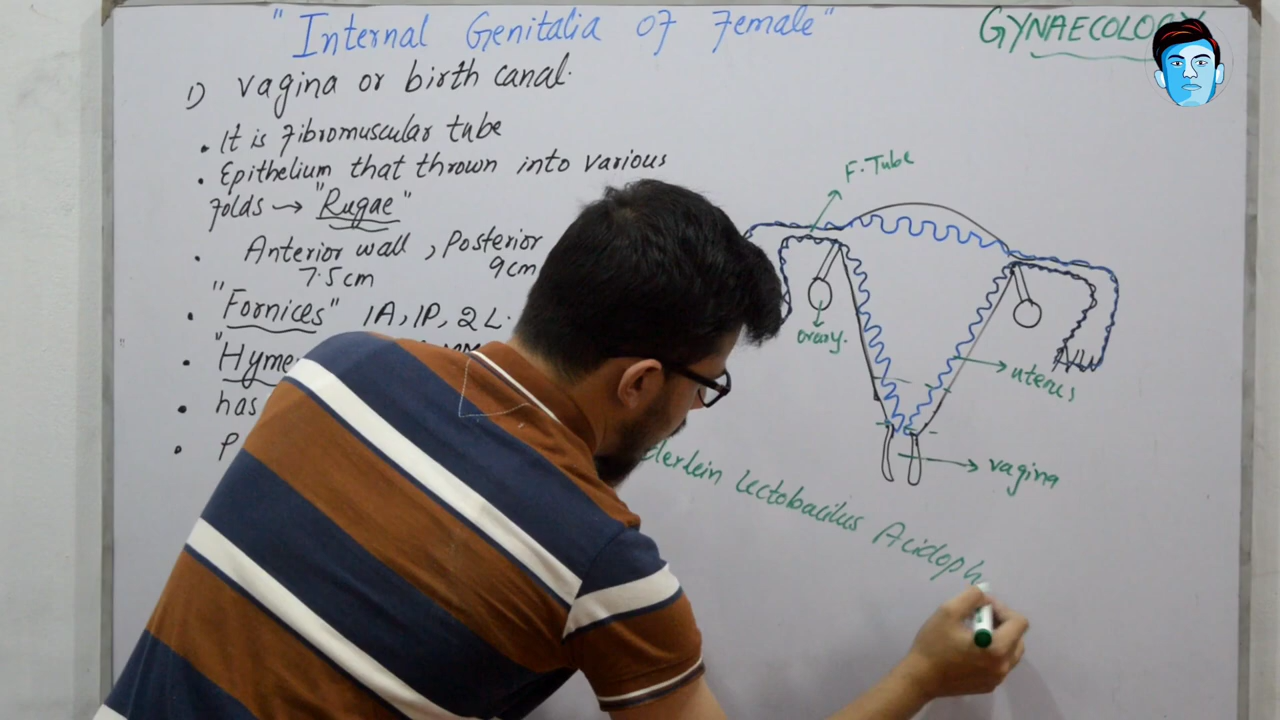 "Internal Genitalia of Female"
GYNAECOLO
1) vagina or birth canal.
• It is Fibromuscular tube
• Epithelium that thrown into various
folds → "Rugae"
• Anterior wall, Posterior
7.5cm 9cm
• "Fornices" 1A, 1P, 2L.
• "Hyme
• has
• P
F. Tube
ovary.
uterus
vagina
derlein Lectobacilus Acidoph